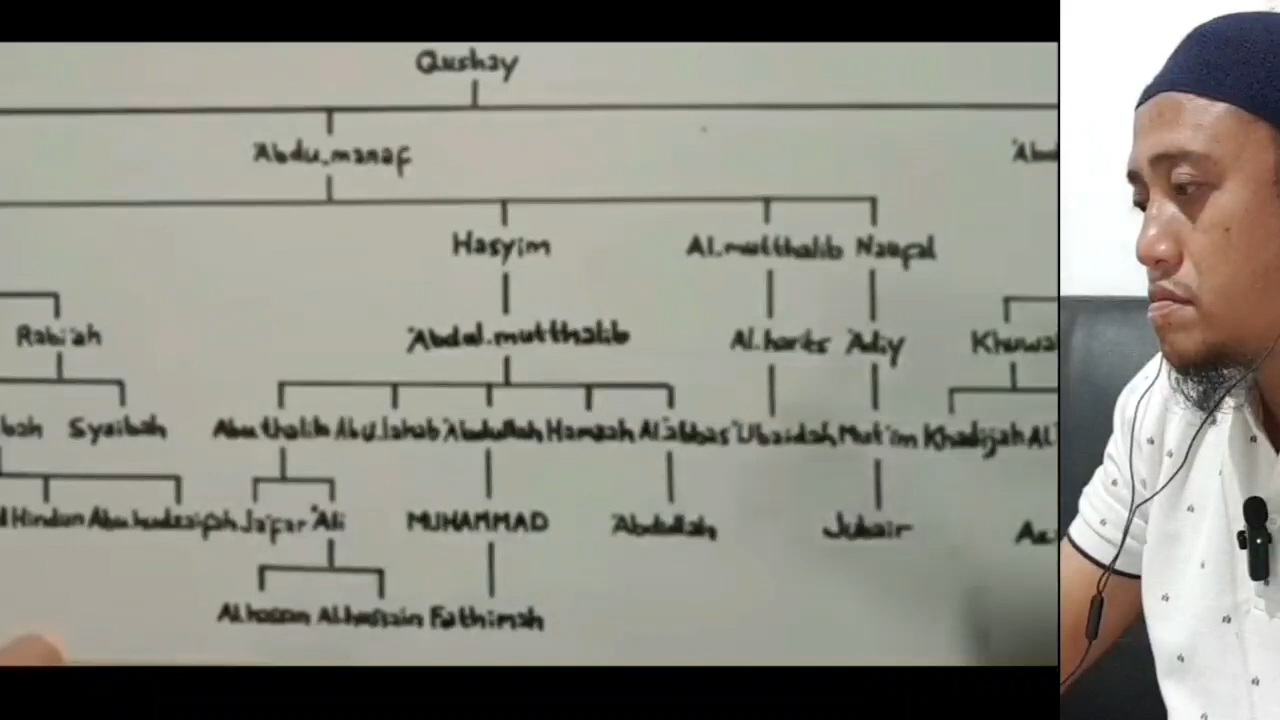 Qushay
'Abdu.manaf
Hasyim Al.mutthalib Naufal
Rabi'ah 'Abdul.mutthalib Al.harits 'Adiy
Syaibah Abu thalib Abu.lahab 'Abdullah Hamzah Al.'abbas 'Ubaidah Mut'im Khadijah
Hindun Abu hudzaifah Ja'far 'Ali MUHAMMAD 'Abdullah Jubair
Al.hasan Al.hussain Fathimah